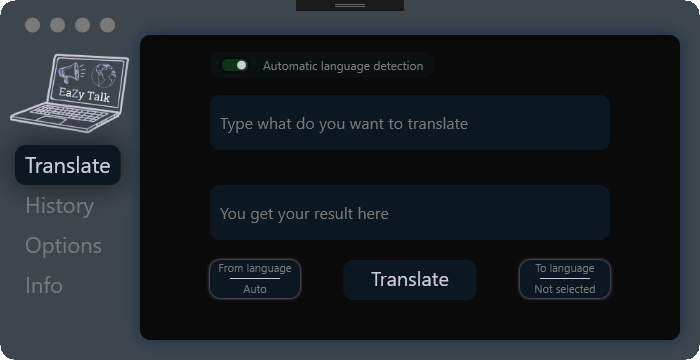 EaZy Talk
Translate
History
Options
Info
Automatic language detection
Type what do you want to translate
You get your result here
From language
Auto
Translate
To language
Not selected